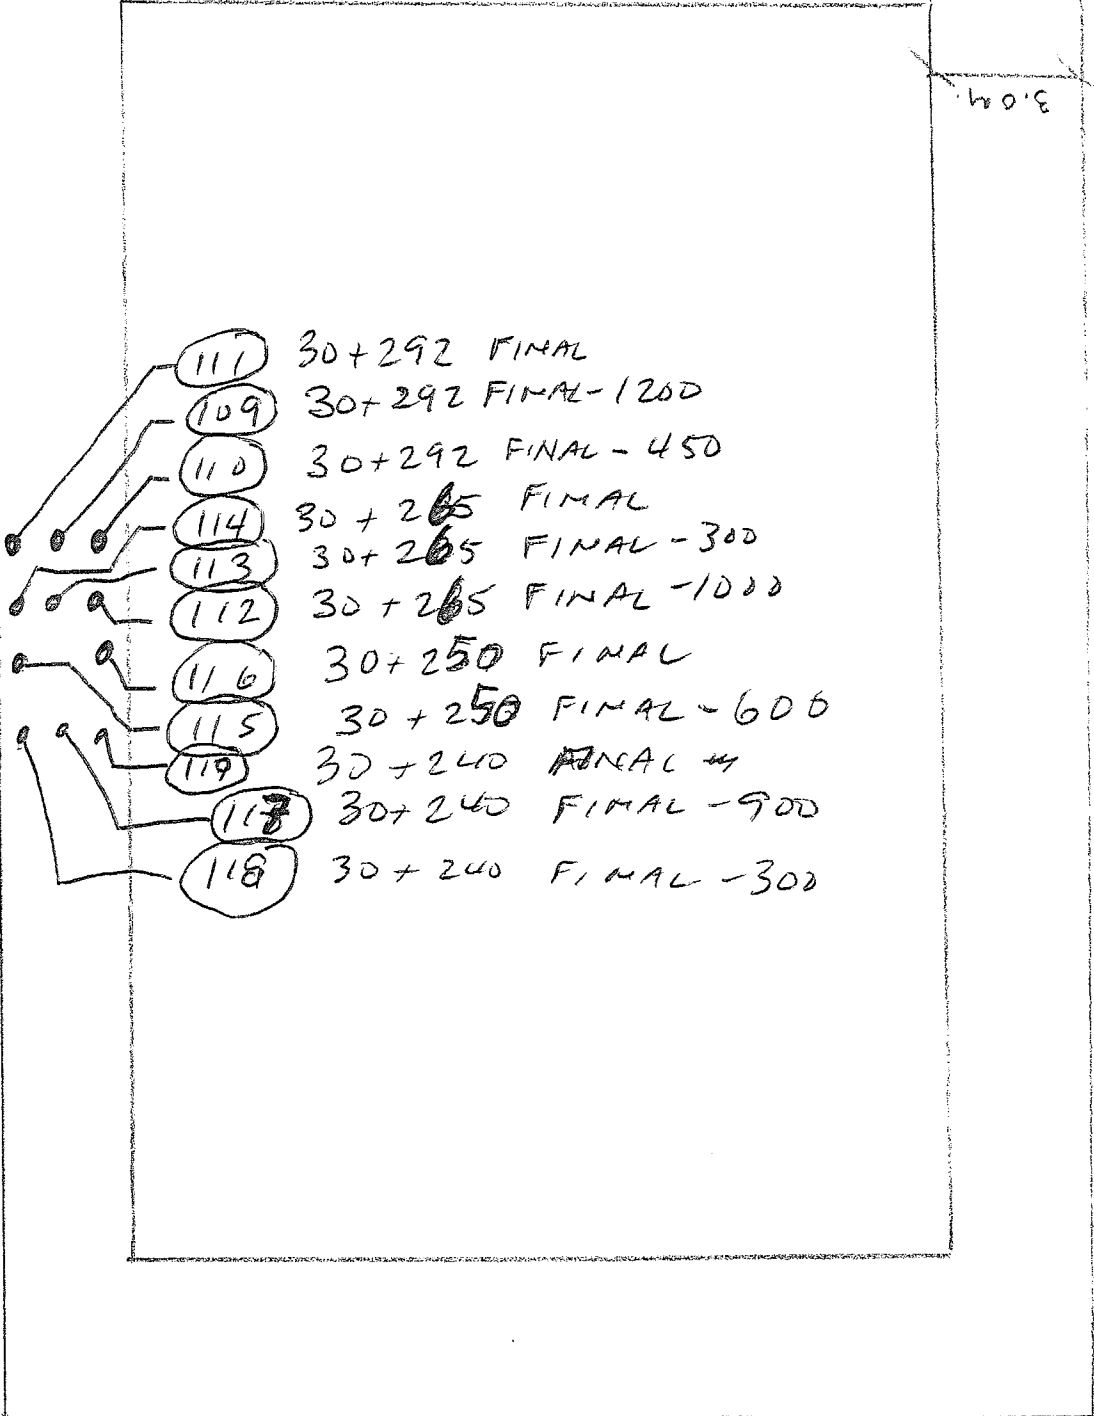 3.0m.
111 30+292 FINAL
109 30+292 FINAL-1200
110 30+292 FINAL-450
114 30+265 FINAL
113 30+265 FINAL-300
112 30+265 FINAL-1000
116 30+250 FINAL
115 30+250 FINAL-600
119 30+240 FINAL
117 30+240 FINAL-900
118 30+240 FINAL-300